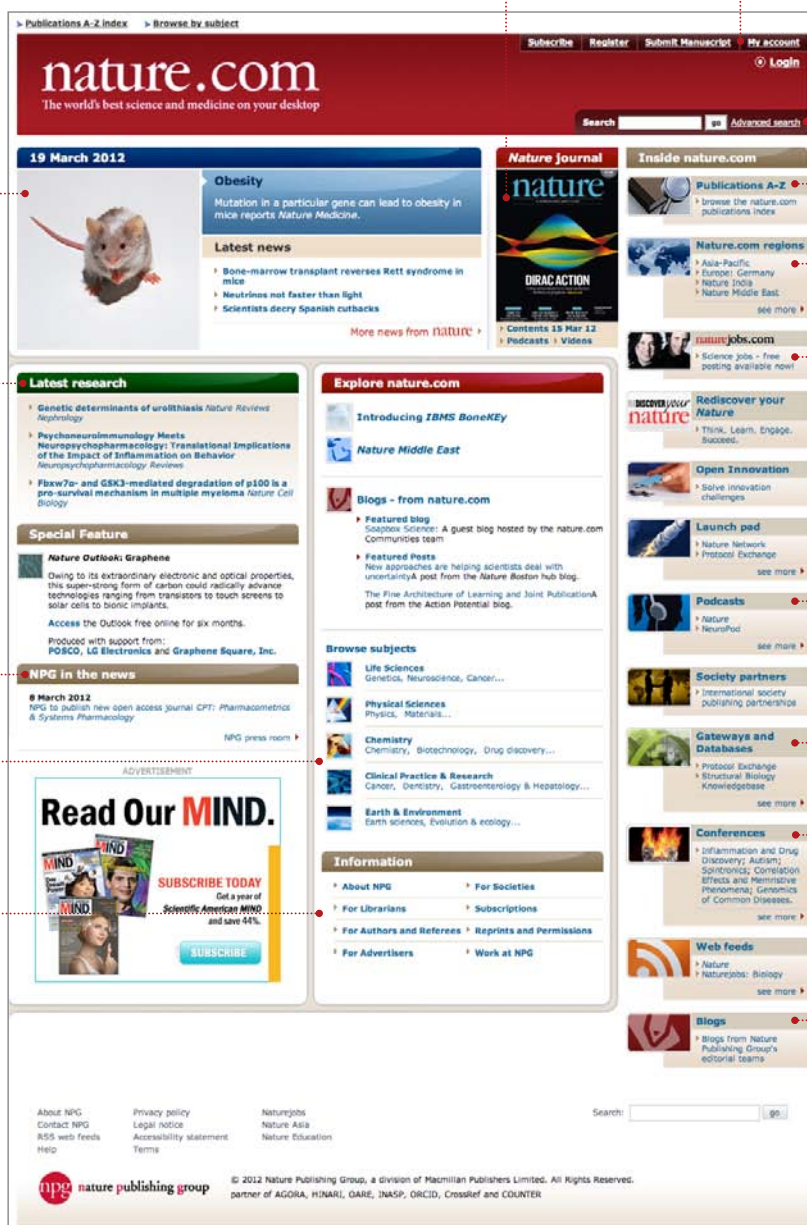 Publications A-Z index
Browse by subject
Subscribe
Register
Submit Manuscript
My account
Login
nature.com
The world's best science and medicine on your desktop
Search
go
Advanced search
19 March 2012
Obesity
Mutation in a particular gene can lead to obesity in
mice reports Nature Medicine.
Latest news
Bone-marrow transplant reverses Rett syndrome in
mice
Neutrinos not faster than light
Scientists decry Spanish cutbacks
More news from nature
Nature journal
nature
DIRAC ACTION
Contents 15 Mar 12
Podcasts
Videos
Latest research
Genetic determinants of urolithiasis Nature Reviews
Nephrology
Psychoneuroimmunology Meets
Neuropsychopharmacology: Translational Implications
of the Impact of Inflammation on Behavior
Neuropsychopharmacology Reviews
Fbxw7α- and GSK3-mediated degradation of p100 is a
pro-survival mechanism in multiple myeloma Nature Cell
Biology
Special Feature
Nature Outlook: Graphene
Owing to its extraordinary electronic and optical properties,
this super-strong form of carbon could radically advance
technologies ranging from transistors to touch screens to
solar cells to bionic implants.
Access the Outlook free online for six months.
Produced with support from:
POSCO, LG Electronics and Graphene Square, Inc.
NPG in the news
8 March 2012
NPG to publish new open access journal CPT: Pharmacometrics
& Systems Pharmacology
NPG press room
ADVERTISEMENT
Read Our MIND.
MIND
MIND
MIND
SUBSCRIBE TODAY
Get a year of
Scientific American MIND
and save 44%.
SUBSCRIBE
Explore nature.com
Introducing IBMS BoneKEy
Nature Middle East
Blogs - from nature.com
Featured blog
Soapbox Science: A guest blog hosted by the nature.com
Communities team
Featured Posts
New approaches are helping scientists deal with
uncertaintyA post from the Nature Boston hub blog.
The Fine Architecture of Learning and Joint PublicationA
post from the Action Potential blog.
Browse subjects
Life Sciences
Genetics, Neuroscience, Cancer...
Physical Sciences
Physics, Materials...
Chemistry
Chemistry, Biotechnology, Drug discovery...
Clinical Practice & Research
Cancer, Dentistry, Gastroenterology & Hepatology...
Earth & Environment
Earth sciences, Evolution & ecology...
Information
About NPG
For Societies
For Librarians
Subscriptions
For Authors and Referees
Reprints and Permissions
For Advertisers
Work at NPG
Inside nature.com
Publications A-Z
browse the nature.com
publications index
Nature.com regions
Asia-Pacific
Europe: Germany
Nature India
Nature Middle East
see more
naturejobs.com
Science jobs - free
posting available now!
DISCOVER your
nature
Rediscover your
Nature
Think. Learn. Engage.
Succeed.
Open Innovation
Solve innovation
challenges
Launch pad
Nature Network
Protocol Exchange
see more
Podcasts
Nature
NeuroPod
see more
Society partners
International society
publishing partnerships
Gateways and
Databases
Protocol Exchange
Structural Biology
Knowledgebase
see more
Conferences
Inflammation and Drug
Discovery; Autism;
Spintronics; Correlation
Effects and Memristive
Phenomena; Genomics
of Common Diseases.
see more
Web feeds
Nature
Naturejobs: Biology
see more
Blogs
Blogs from Nature
Publishing Group's
editorial teams
About NPG
Contact NPG
RSS web feeds
Help
Privacy policy
Legal notice
Accessibility statement
Terms
Naturejobs
Nature Asia
Nature Education
Search:
go
npg nature publishing group
© 2012 Nature Publishing Group, a division of Macmillan Publishers Limited. All Rights Reserved.
partner of AGORA, HINARI, OARE, INASP, ORCID, CrossRef and COUNTER